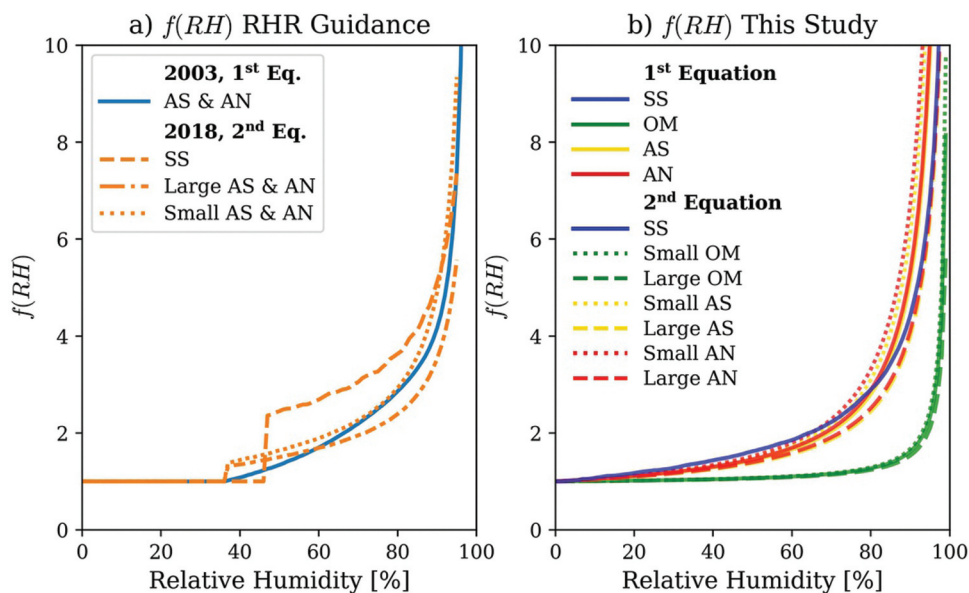 a) f(RH) RHR Guidance
10
8
6
4
2
0
f(RH)
2003, 1st Eq.
AS & AN
2018, 2nd Eq.
SS
Large AS & AN
Small AS & AN
0 20 40 60 80 100
Relative Humidity [%]
b) f(RH) This Study
10
8
6
4
2
0
f(RH)
1st Equation
SS
OM
AS
AN
2nd Equation
SS
Small OM
Large OM
Small AS
Large AS
Small AN
Large AN
0 20 40 60 80 100
Relative Humidity [%]